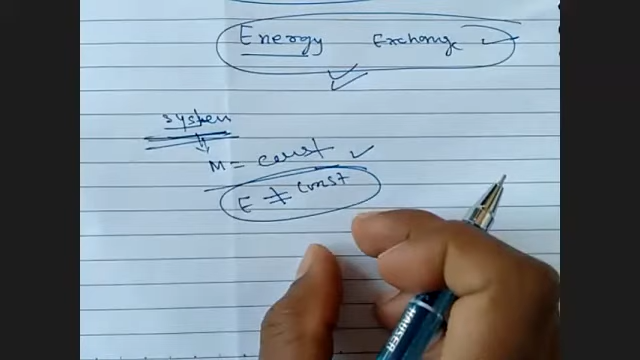 Energy Exchange
system
M = const
E ≠ const
HAUSER